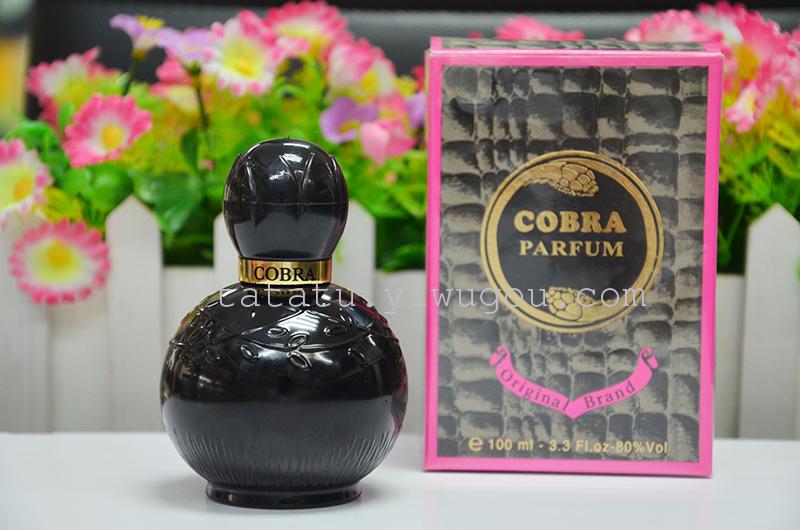 COBRA
PARFUM
COBRA
tatatu.yiwugou.com
Original Brand
e 100 ml - 3.3 Fl.oz-80%Vol